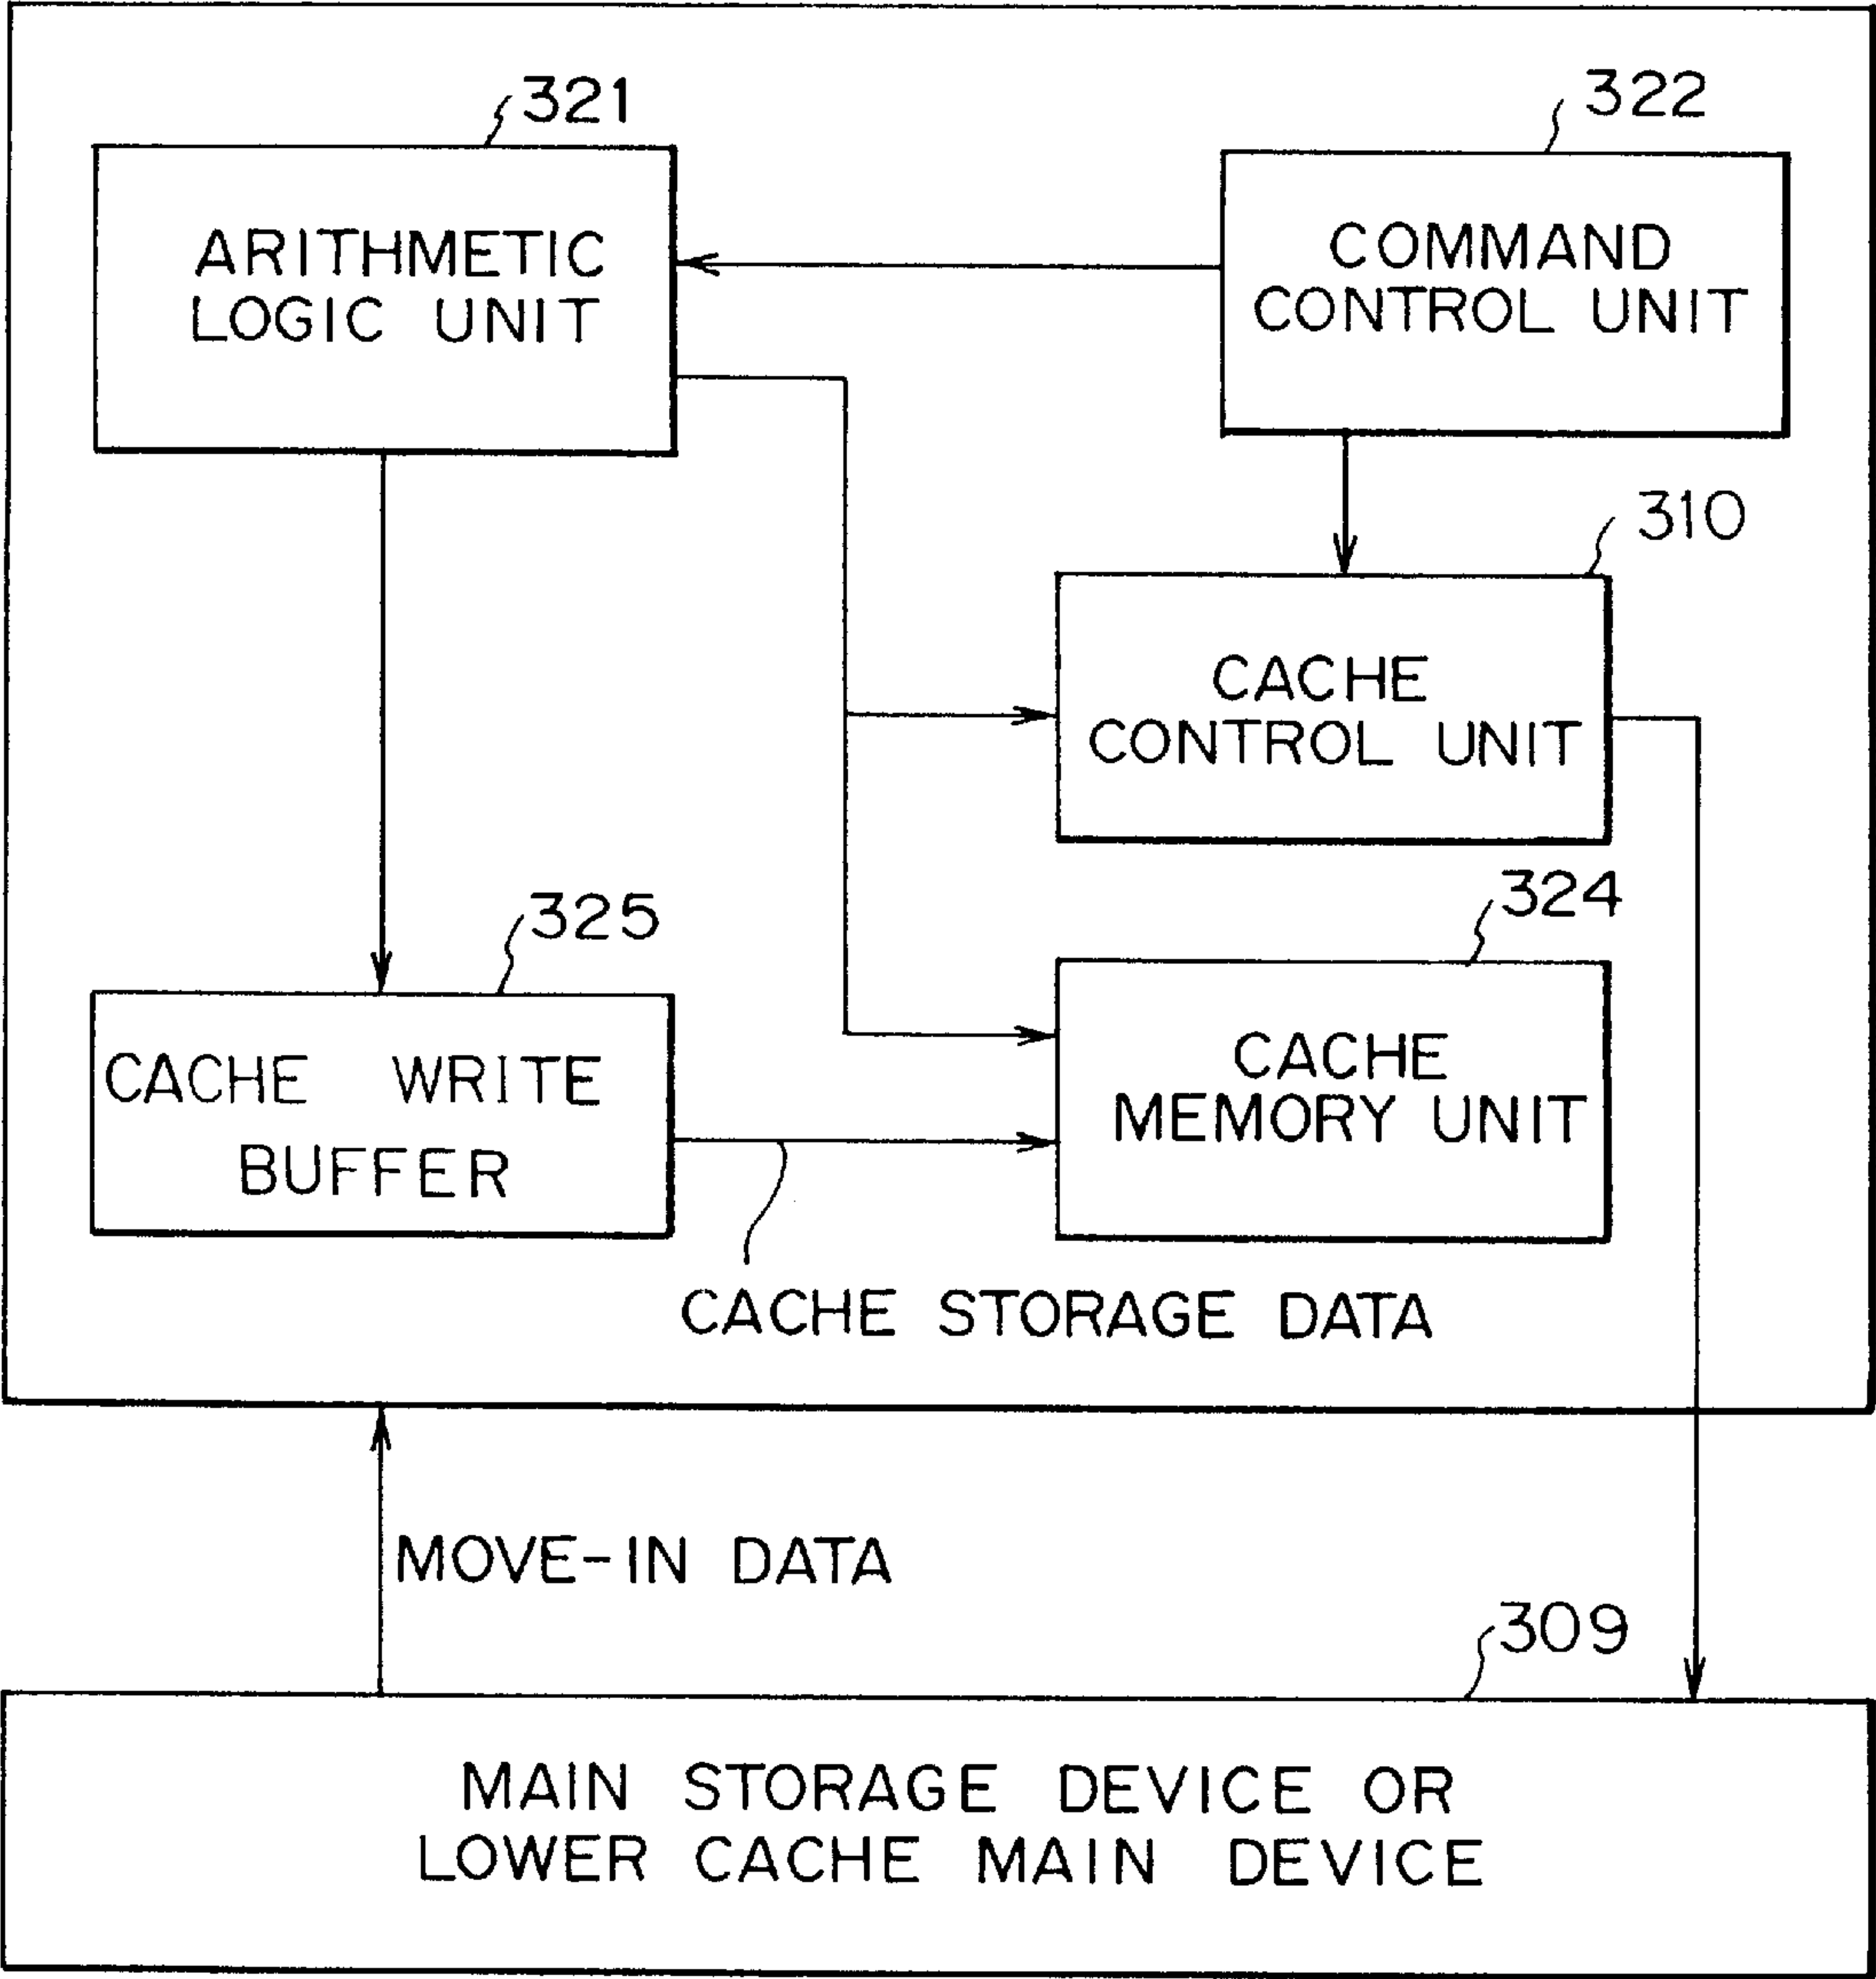 321
322
ARITHMETIC
LOGIC UNIT
COMMAND
CONTROL UNIT
310
CACHE
CONTROL UNIT
325
324
CACHE WRITE
BUFFER
CACHE
MEMORY UNIT
CACHE STORAGE DATA
MOVE-IN DATA
309
MAIN STORAGE DEVICE OR
LOWER CACHE MAIN DEVICE